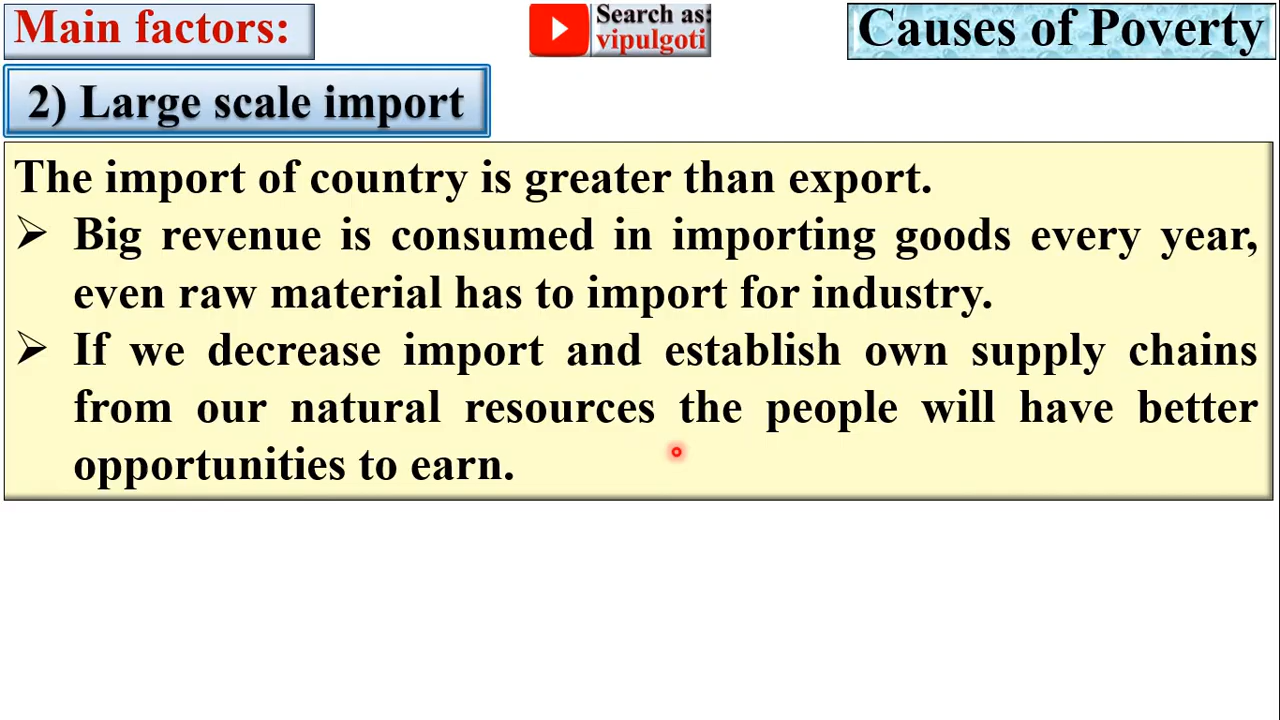 Main factors:
Search as:
vipulgoti
Causes of Poverty
2) Large scale import
The import of country is greater than export.
➢ Big revenue is consumed in importing goods every year,
even raw material has to import for industry.
➢ If we decrease import and establish own supply chains
from our natural resources the people will have better
opportunities to earn.